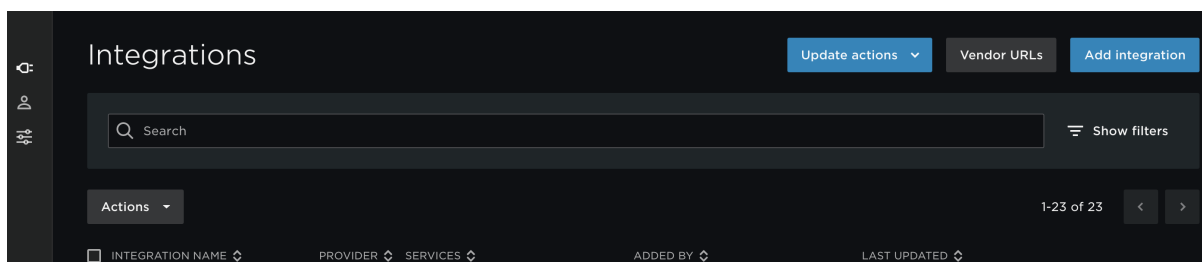 Integrations
Update actions
Vendor URLs
Add integration
Search
Show filters
Actions
1-23 of 23
INTEGRATION NAME PROVIDER SERVICES ADDED BY LAST UPDATED